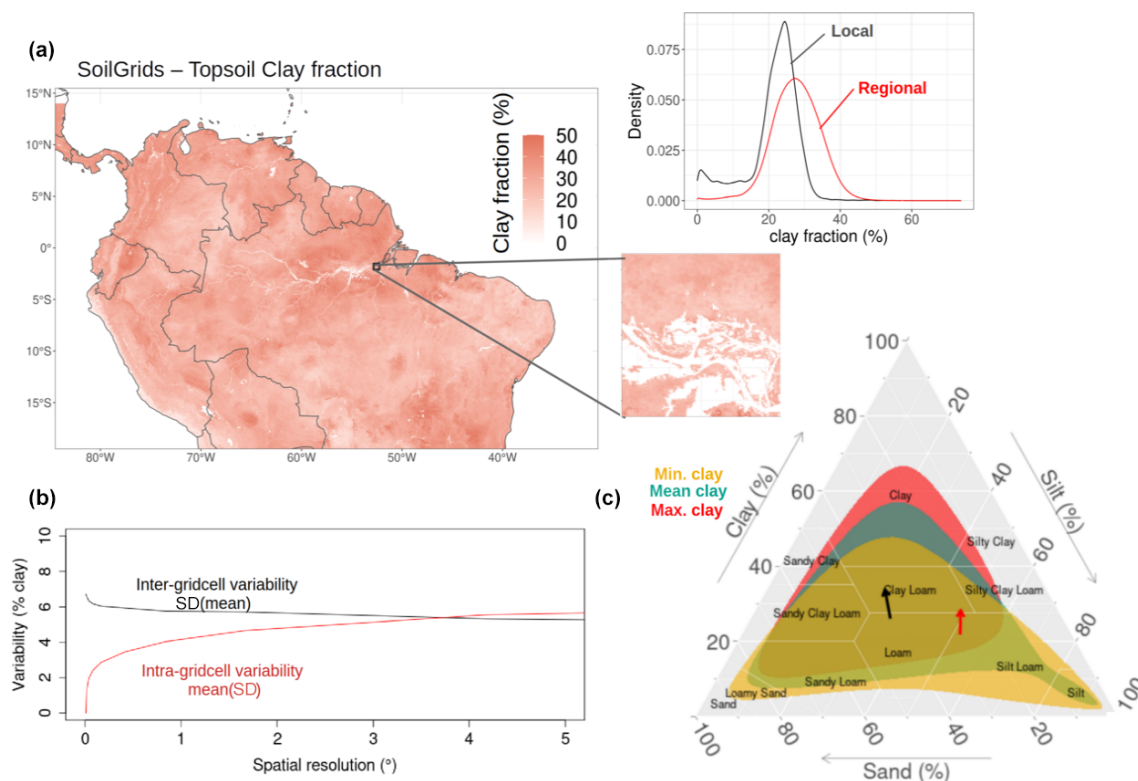 (a)
SoilGrids – Topsoil Clay fraction
15°N
10°N
5°N
0°
5°S
10°S
15°S
80°W
70°W
60°W
50°W
40°W
Clay fraction (%)
50
40
30
20
10
0
Density
0.075
0.050
0.025
0.000
Local
Regional
0
20
40
60
clay fraction (%)
(b)
Variability (% clay)
10
8
6
4
2
0
Inter-gridcell variability
SD(mean)
Intra-gridcell variability
mean(SD)
0
1
2
3
4
5
Spatial resolution (°)
(c)
Min. clay
Mean clay
Max. clay
Clay (%)
Silt (%)
Sand (%)
100
80
60
40
20
20
40
60
80
100
100
80
60
40
20
Clay
Silty Clay
Sandy Clay
Clay Loam
Silty Clay Loam
Sandy Clay Loam
Loam
Silt Loam
Sandy Loam
Loamy Sand
Sand
Silt